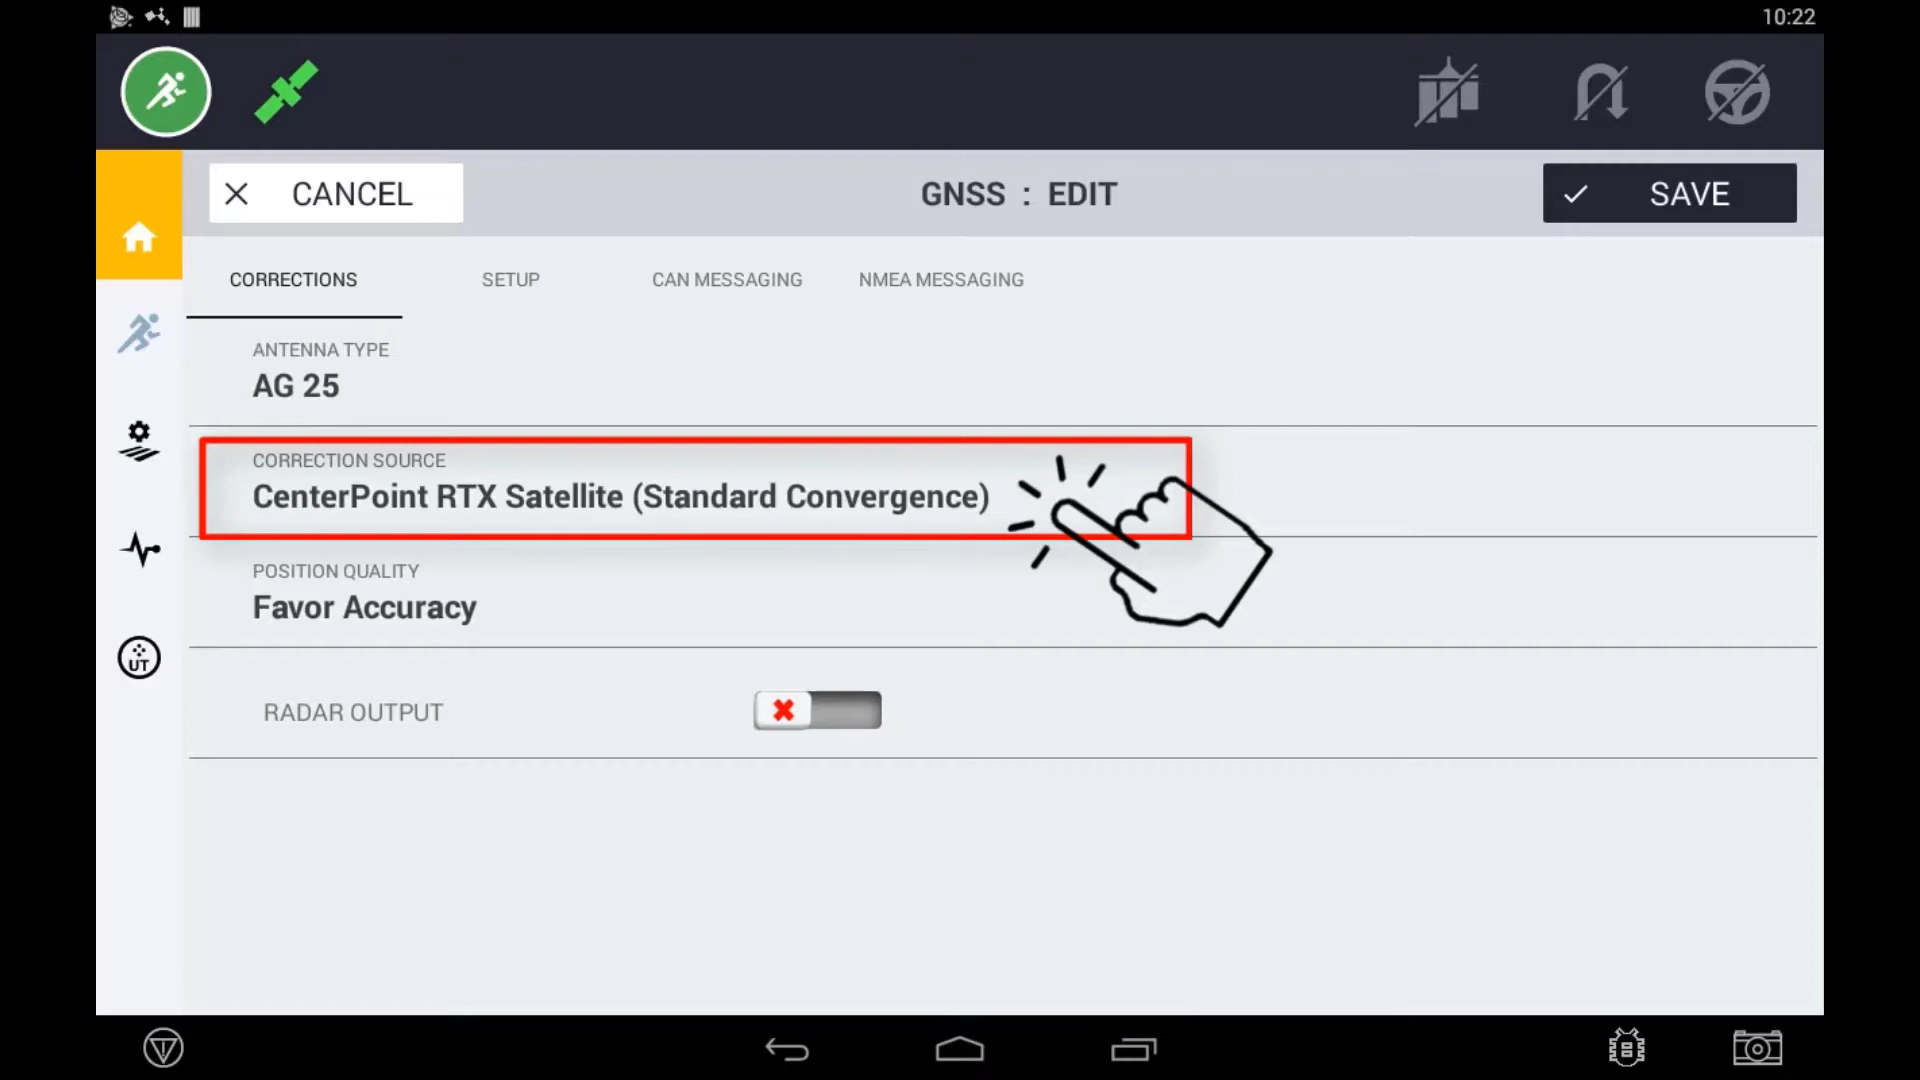 10:22
CANCEL
GNSS : EDIT
SAVE
CORRECTIONS
SETUP
CAN MESSAGING
NMEA MESSAGING
ANTENNA TYPE
AG 25
CORRECTION SOURCE
CenterPoint RTX Satellite (Standard Convergence)
POSITION QUALITY
Favor Accuracy
UT
RADAR OUTPUT